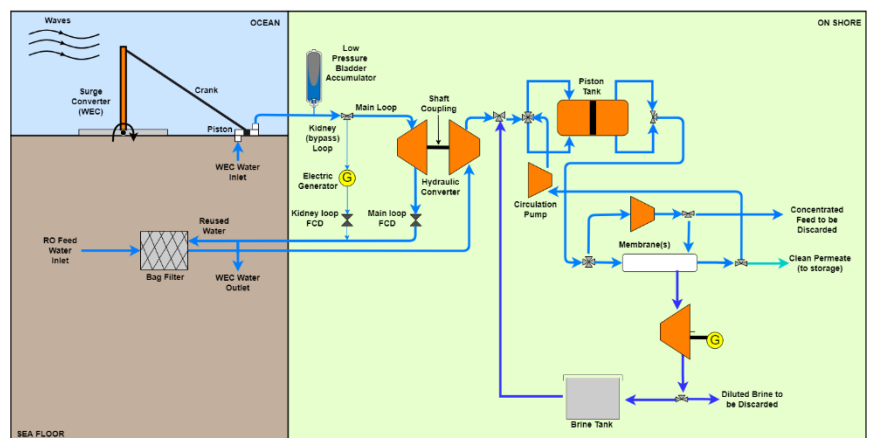 Waves
OCEAN
ON SHORE
Low
Pressure
Bladder
Accumulator
Surge
Converter
(WEC)
Crank
Piston
WEC Water
Inlet
Main Loop
Kidney
(bypass)
Loop
Shaft
Coupling
Piston
Tank
Electric
Generator
G
Hydraulic
Converter
Circulation
Pump
Kidney loop
FCD
Main loop
FCD
Reused
Water
RO Feed
Water
Inlet
Bag Filter
WEC Water
Outlet
Concentrated
Feed to be
Discarded
Membrane(s)
Clean Permeate
(to storage)
G
Brine Tank
Diluted Brine to
be Discarded
SEA FLOOR